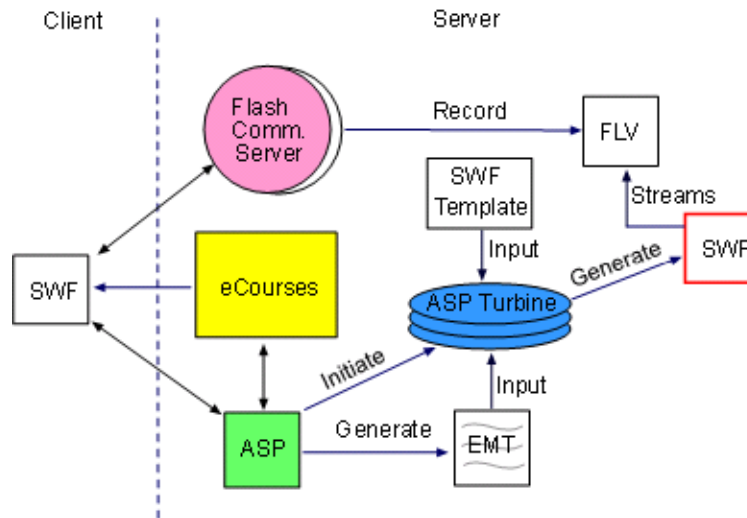 Client
Server
Flash
Comm.
Server
Record
FLV
SWF
Template
Streams
SWF
Input
Generate
SWF
eCourses
ASP Turbine
Initiate
Input
ASP
Generate
EMT